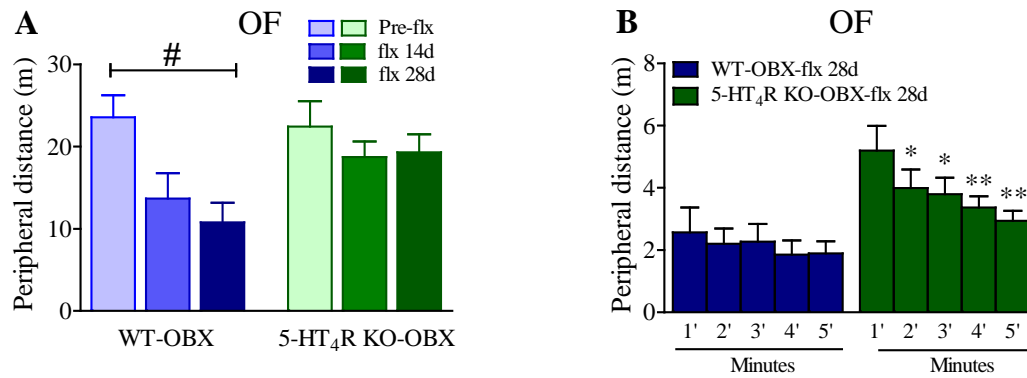 A
OF
Pre-flx
flx 14d
flx 28d
#
Peripheral distance (m)
30
20
10
0
WT-OBX
5-HT₄R KO-OBX
B
OF
WT-OBX-flx 28d
5-HT₄R KO-OBX-flx 28d
Peripheral distance (m)
8
6
4
2
0
* * ** **
1' 2' 3' 4' 5' 1' 2' 3' 4' 5'
Minutes Minutes